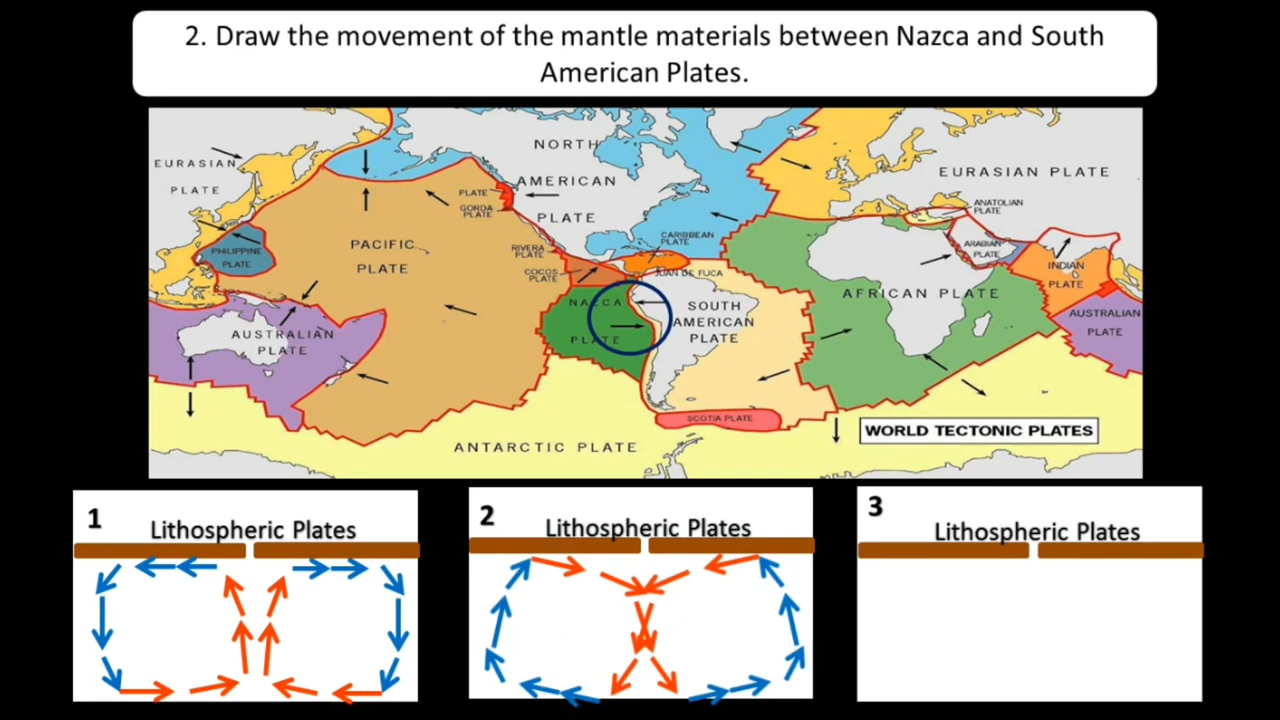 2. Draw the movement of the mantle materials between Nazca and South
American Plates.
NORTH
EURASIAN
EURASIAN PLATE
AMERICAN
PLATE
PLATE
ANATOLIAN
PLATE
GORDA
PLATE
PLATE
CARIBBEAN
PLATE
PACIFIC
PLATE
RIVERA
PLATE
ARABIAN
PLATE
PHILIPPINE
PLATE
COCOS
PLATE
JUAN DE FUCA
INDIAN
PLATE
AFRICAN PLATE
NAZCA
PLATE
SOUTH
AMERICAN
PLATE
AUSTRALIAN
PLATE
AUSTRALIAN
PLATE
SCOTIA PLATE
WORLD TECTONIC PLATES
ANTARCTIC PLATE
1
Lithospheric Plates
2
Lithospheric Plates
3
Lithospheric Plates